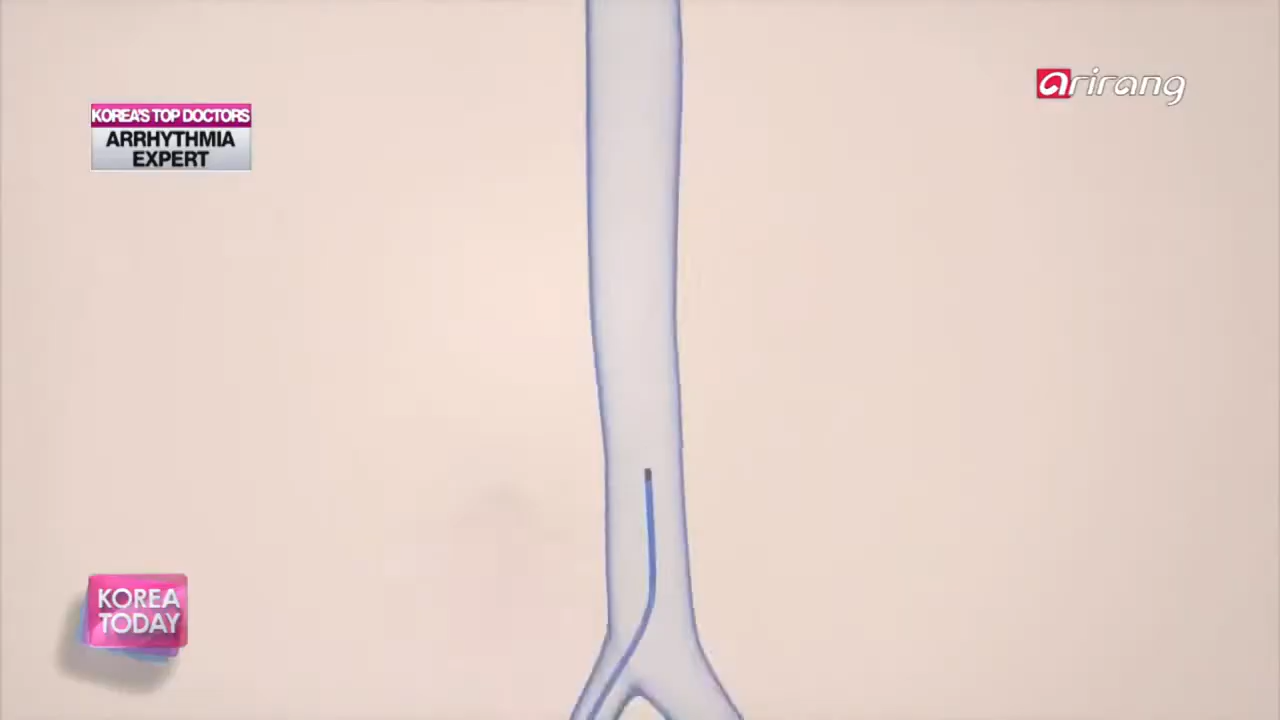 KOREA'S TOP DOCTORS
ARRHYTHMIA
EXPERT
arirang
KOREA
TODAY